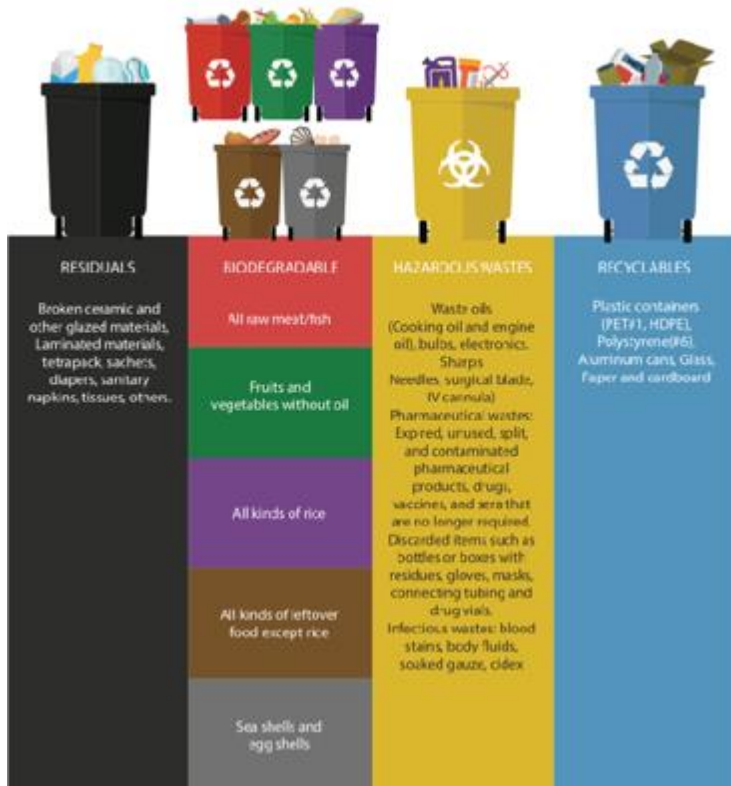 RESIDUALS
Broken ceramic and
other glazed materials,
Laminated materials,
tetrapack, sachets,
diapers, sanitary
napkins, tissues, others.
BIODEGRADABLE
All raw meat/fish
Fruits and
vegetables without oil
All kinds of rice
All kinds of leftover
food except rice
Sea shells and
egg shells
HAZARDOUS WASTES
Waste oils
(Cooking oil and engine
oil), bulbs, electronics.
Sharps
Needles, surgical blade,
IV cannula)
Pharmaceutical wastes:
Expired, unused, split,
and contaminated
pharmaceutical
products, drugs,
vaccines, and sera that
are no longer required.
Discarded items such as
bottles or boxes with
residues, gloves, masks,
connecting tubing and
drug vials.
Infectious wastes: blood
stains, body fluids,
soaked gauze, cidex
RECYCLABLES
Plastic containers
(PET#1, HDPE),
Polystyrene(#6),
Aluminum cans, Glass,
Paper and cardboard